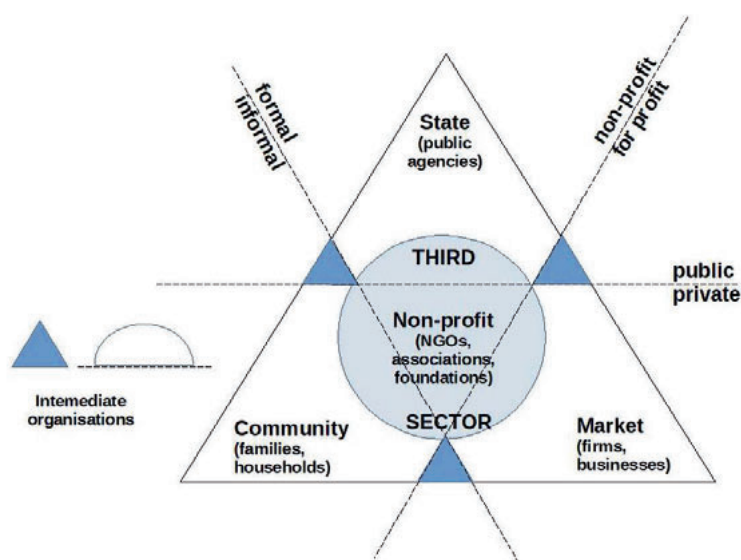 formal
informal
non-profit
for profit
State
(public
agencies)
THIRD
public
private
Non-profit
(NGOs,
associations,
foundations)
Intemediate
organisations
Community
(families,
households)
SECTOR
Market
(firms,
businesses)